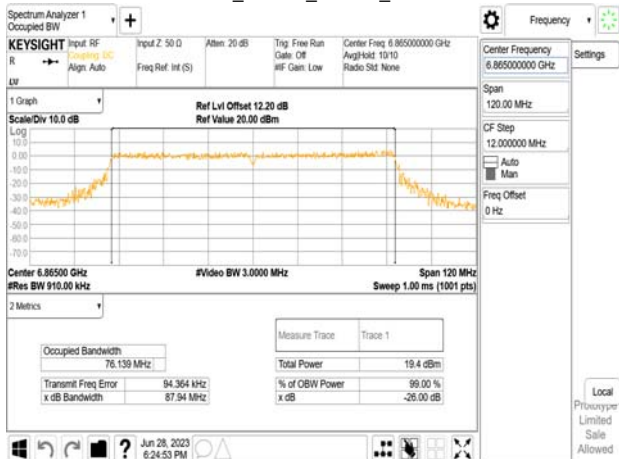 Spectrum Analyzer 1
Occupied BW
Frequency
KEYSIGHT
R
LXI
Input: RF
Coupling: DC
Align: Auto
Input Z: 50 Ω
Freq Ref: Int (S)
Atten: 20 dB
Trig: Free Run
Gate: Off
#IF Gain: Low
Center Freq: 6.865000000 GHz
Avg|Hold: 10/10
Radio Std: None
1 Graph
Scale/Div 10.0 dB
Ref Lvl Offset 12.20 dB
Ref Value 20.00 dBm
Log
10.0
0.00
-10.0
-20.0
-30.0
-40.0
-50.0
-60.0
-70.0
Center 6.86500 GHz
#Res BW 910.00 kHz
#Video BW 3.0000 MHz
Span 120 MHz
Sweep 1.00 ms (1001 pts)
2 Metrics
Occupied Bandwidth
76.139 MHz
Transmit Freq Error 94.364 kHz
x dB Bandwidth 87.94 MHz
Measure Trace Trace 1
Total Power 19.4 dBm
% of OBW Power 99.00 %
x dB -26.00 dB
Center Frequency
6.865000000 GHz
Span
120.00 MHz
CF Step
12.000000 MHz
Auto
Man
Freq Offset
0 Hz
Settings
Local
Prototype
Limited
Sale
Allowed
Jun 28, 2023
6:24:53 PM